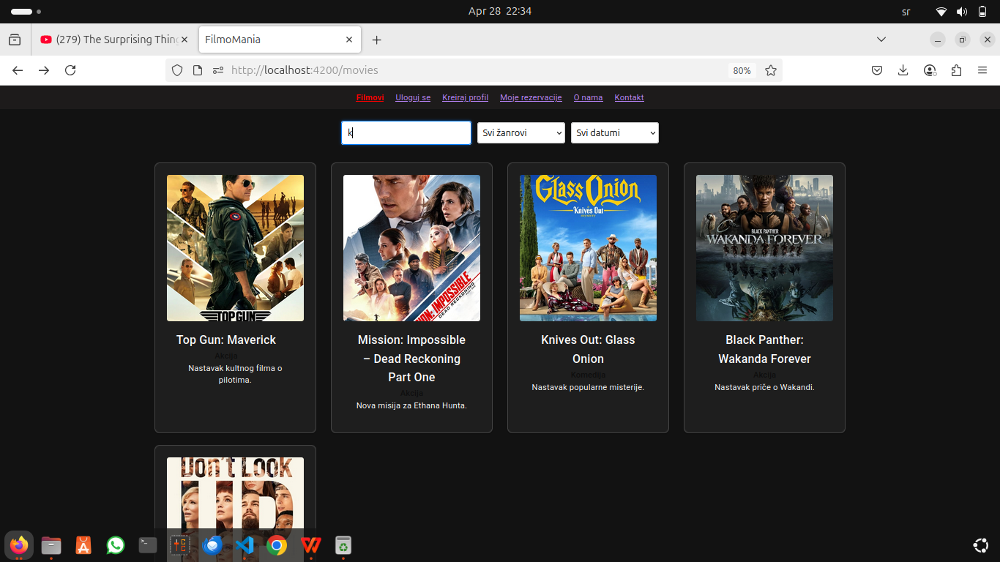 Apr 28 22:34
sr
(279) The Surprising Thing
FilmoMania
http://localhost:4200/movies
80%
Filmovi Uloguj se Kreiraj profil Moje rezervacije O nama Kontakt
k
Svi žanrovi
Svi datumi
TOP GUN
MISSION: IMPOSSIBLE
DEAD RECKONING
GLASS ONION
Knives Out
mystery
BLACK PANTHER
WAKANDA FOREVER
Top Gun: Maverick
Akcija
Nastavak kultnog filma o
pilotima.
Mission: Impossible
– Dead Reckoning
Part One
Akcija
Nova misija za Ethana Hunta.
Knives Out: Glass
Onion
Komedija
Nastavak popularne misterije.
Black Panther:
Wakanda Forever
Akcija
Nastavak priče o Wakandi.
Don't LOOK
UP